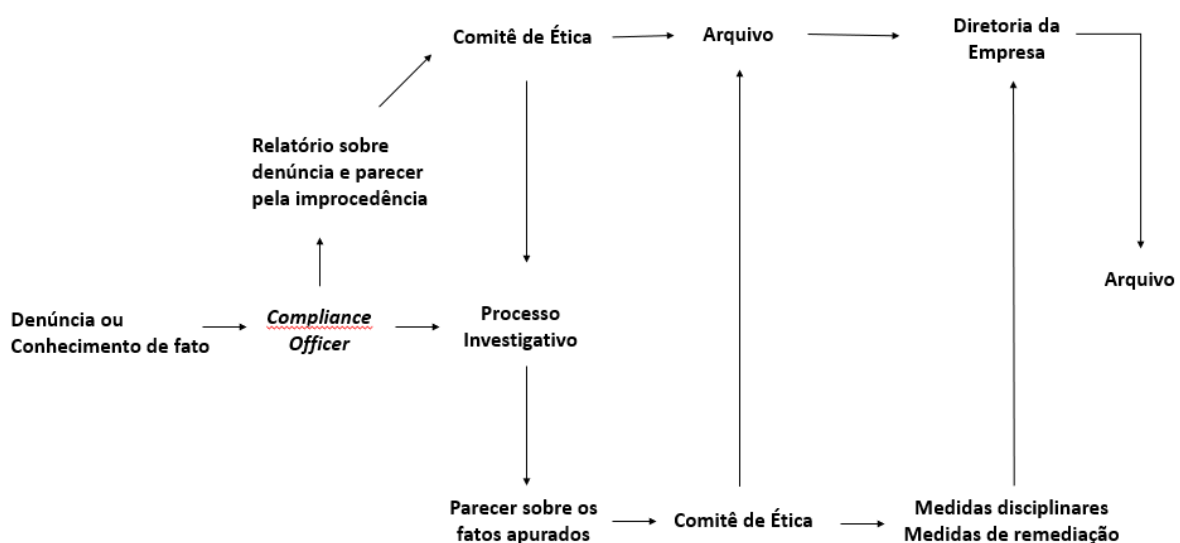 Comitê de Ética
Arquivo
Diretoria da
Empresa
Relatório sobre
denúncia e parecer
pela improcedência
Arquivo
Denúncia ou
Conhecimento de fato
Compliance
Officer
Processo
Investigativo
Parecer sobre os
fatos apurados
Comitê de Ética
Medidas disciplinares
Medidas de remediação